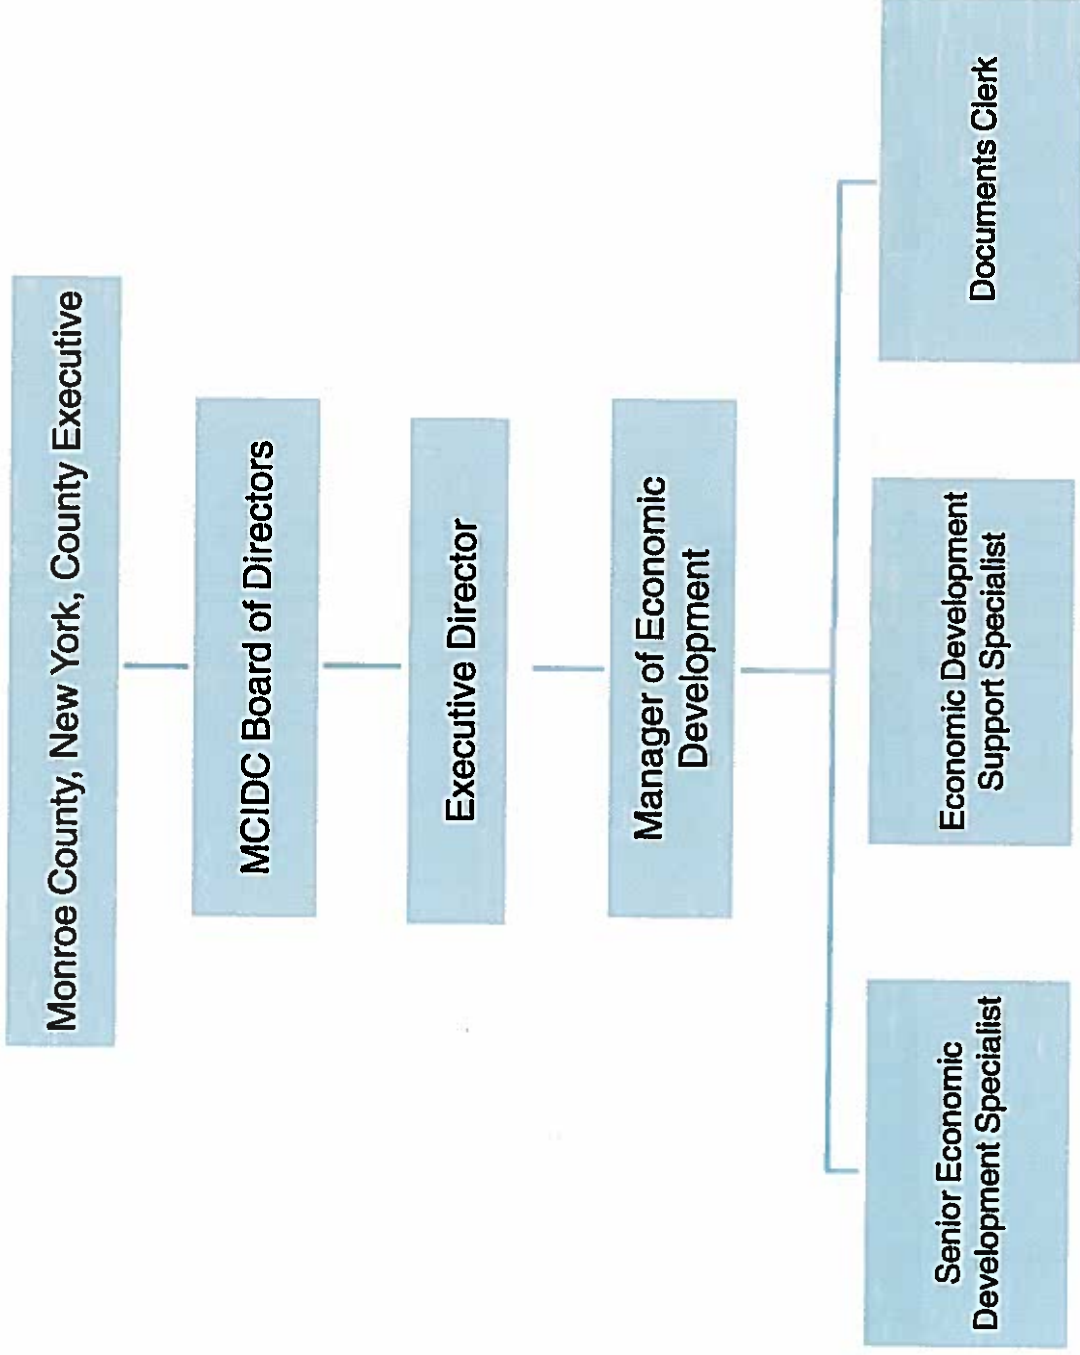 Monroe County, New York, County Executive
MCIDC Board of Directors
Executive Director
Manager of Economic
Development
Senior Economic
Development Specialist
Economic Development
Support Specialist
Documents Clerk